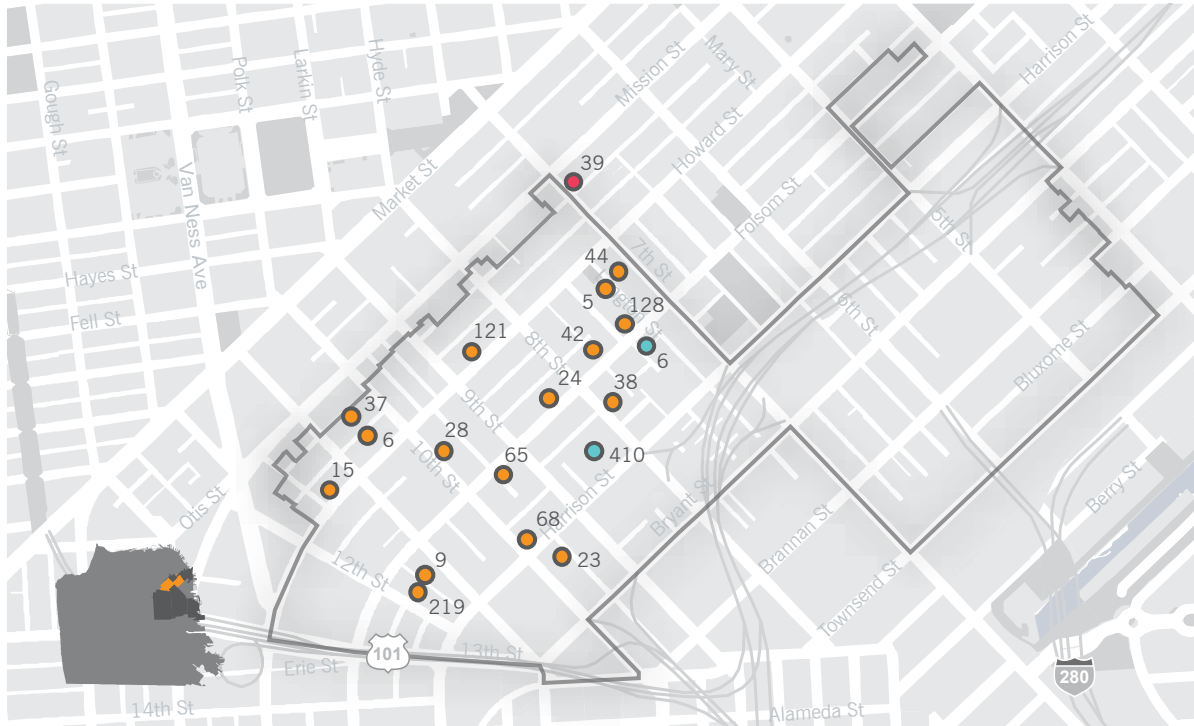 Gough St
Polk St
Larkin St
Hyde St
Van Ness Ave
Market St
Mission St
Mary St
Howard St
Harrison St
Folsom St
Hayes St
Fell St
39
44
5
7th St
128
121
42
8th St
6
5th St
6th St
Bluxome St
24
38
37
6
28
9th St
10th St
65
410
15
Otis St
68
Harrison St
Bryant St
Berry St
23
Brannan St
12th St
9
219
Townsend St
101
13th St
Eric St
280
14th St
Alameda St